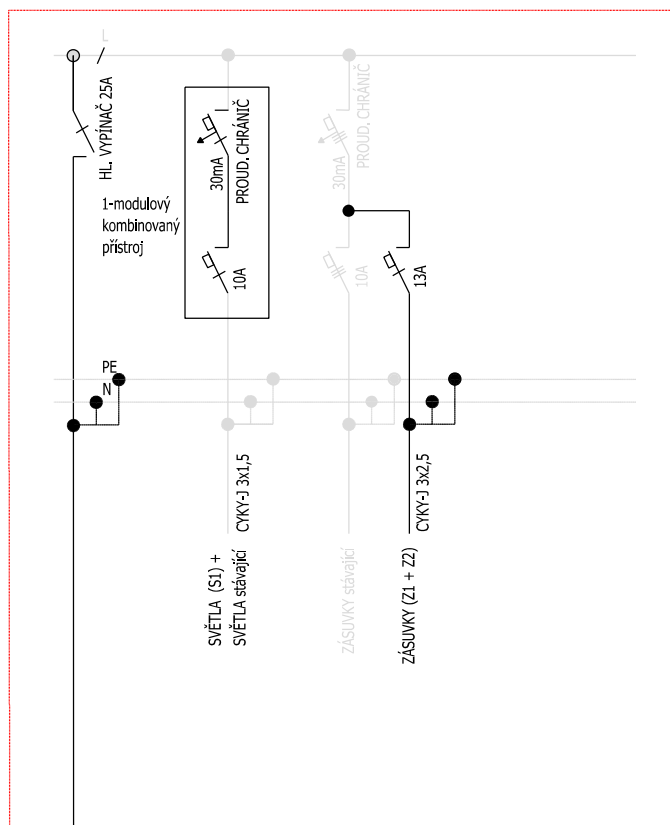 L
HL. VYPÍNAČ 25A
1-modulový
kombinovaný
přístroj
30mA
PROUD. CHRÁNIČ
10A
30mA
PROUD. CHRÁNIČ
10A
13A
PE
N
CYKY-J 3x1,5
SVĚTLA (S1) +
SVĚTLA stávající
ZÁSUVKY stávající
CYKY-J 3x2,5
ZÁSUVKY (Z1 + Z2)